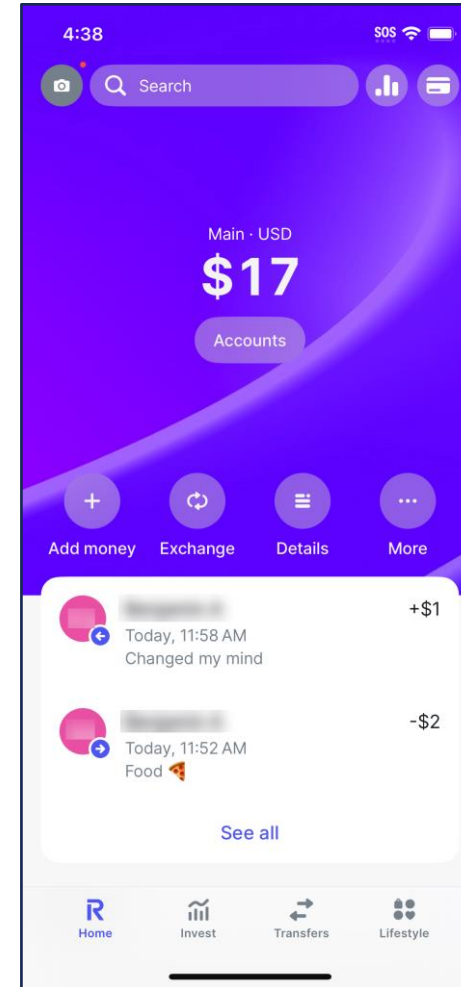 4:38
SOS
Search
Main · USD
$17
Accounts
Add money Exchange Details More
+$1
Today, 11:58 AM
Changed my mind
-$2
Today, 11:52 AM
Food 🍕
See all
Home Invest Transfers Lifestyle